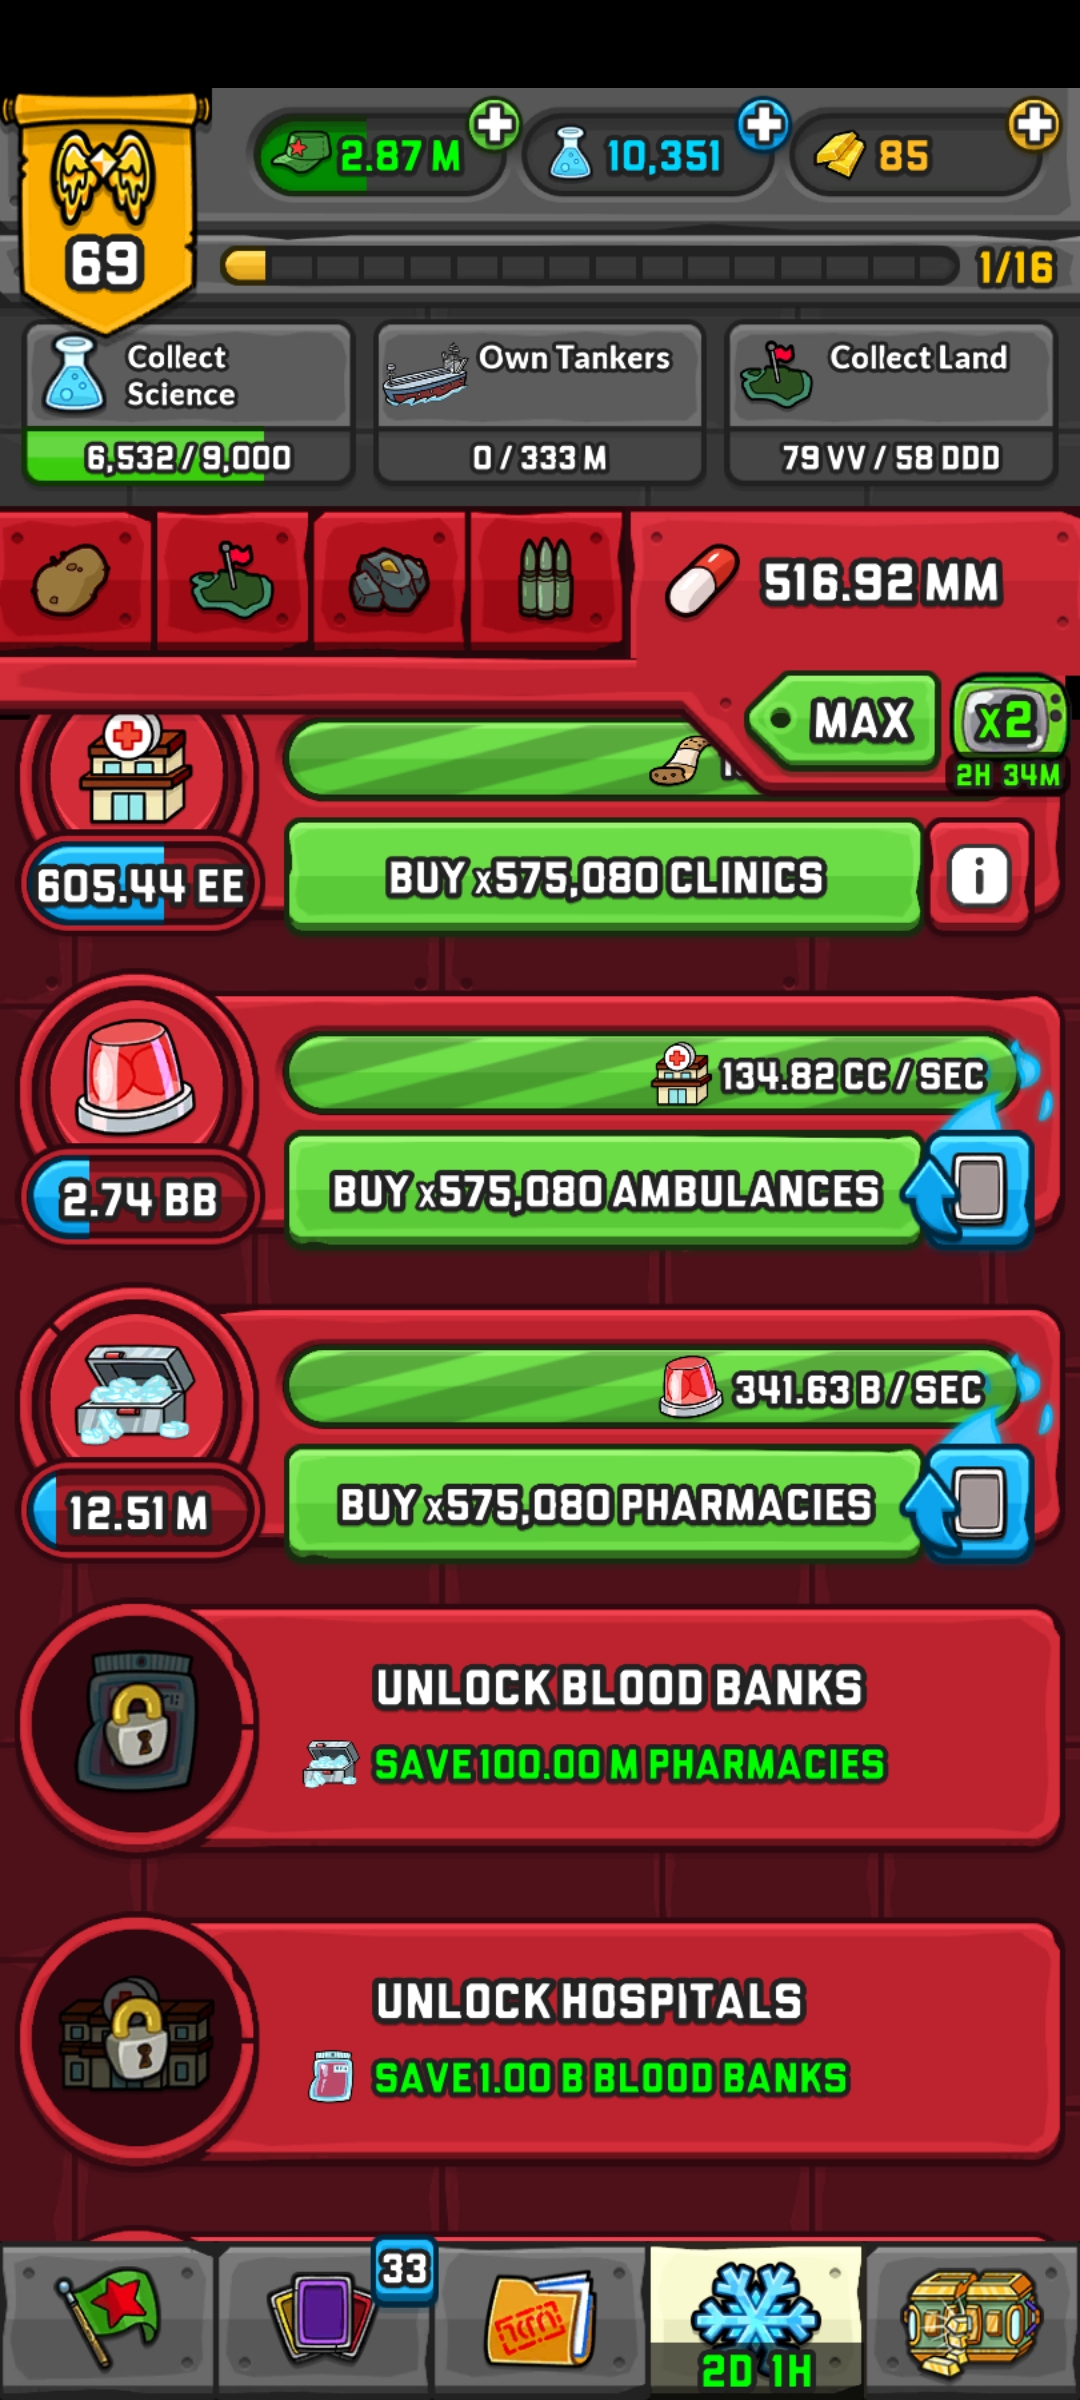 2.87 M
10,351
85
69
1/16
Collect
Science
Own Tankers
Collect Land
6,532 / 9,000
0 / 333 M
79 VV / 58 DDD
516.92 MM
MAX
x2
2H 34M
605.44 EE
BUY x575,080 CLINICS
i
134.82 CC / SEC
2.74 BB
BUY x575,080 AMBULANCES
341.63 B / SEC
12.51 M
BUY x575,080 PHARMACIES
UNLOCK BLOOD BANKS
SAVE 100.00 M PHARMACIES
UNLOCK HOSPITALS
SAVE 1.00 B BLOOD BANKS
33
2D 1H